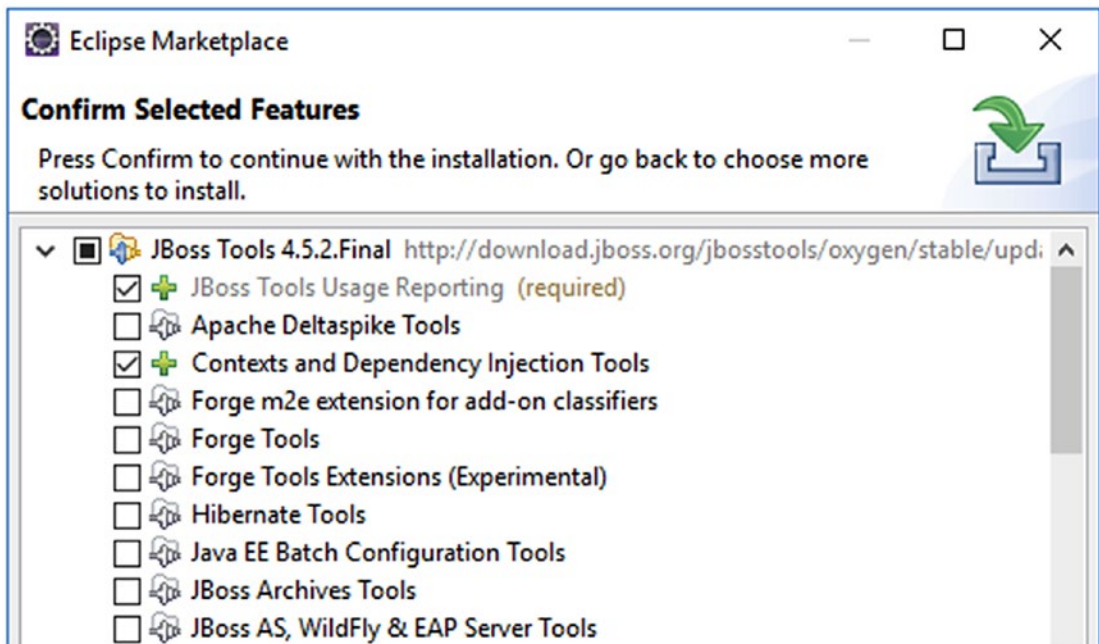 Eclipse Marketplace
Confirm Selected Features
Press Confirm to continue with the installation. Or go back to choose more
solutions to install.
JBoss Tools 4.5.2.Final http://download.jboss.org/jbosstools/oxygen/stable/upda
JBoss Tools Usage Reporting (required)
Apache Deltaspike Tools
Contexts and Dependency Injection Tools
Forge m2e extension for add-on classifiers
Forge Tools
Forge Tools Extensions (Experimental)
Hibernate Tools
Java EE Batch Configuration Tools
JBoss Archives Tools
JBoss AS, WildFly & EAP Server Tools